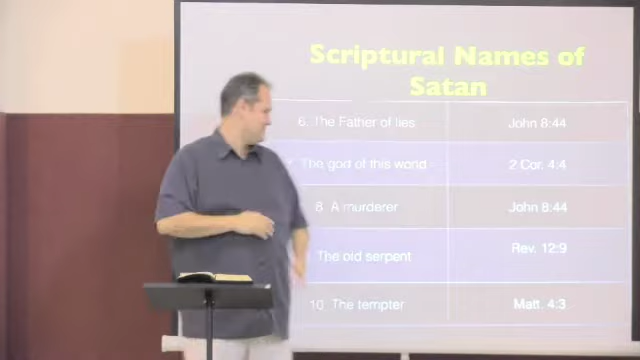 Scriptural Names of
Satan
6. The Father of lies John 8:44
The god of this world 2 Cor. 4:4
8. A murderer John 8:44
The old serpent Rev. 12:9
10. The tempter Matt. 4:3